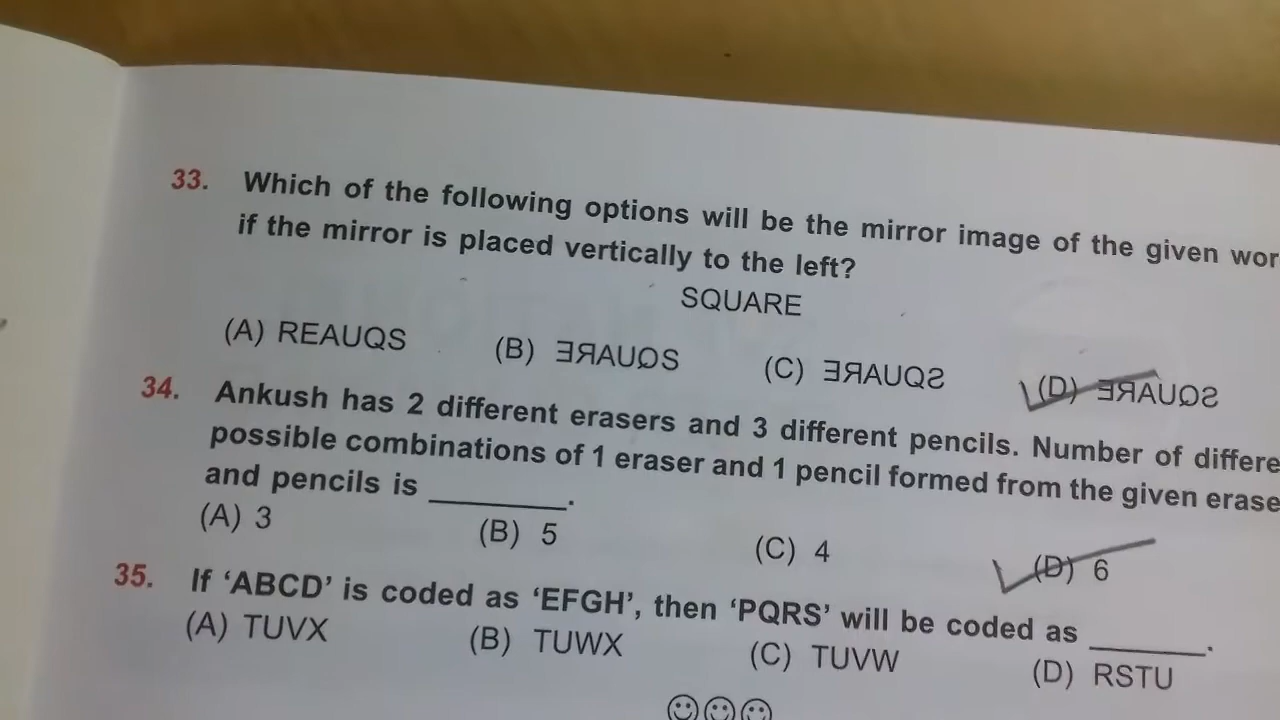 33. Which of the following options will be the mirror image of the given wor
if the mirror is placed vertically to the left?
SQUARE
(A) REAUQS (B) ƎЯAUQS (C) ƎЯAUQƧ (D) ƎЯAUϘƧ
34. Ankush has 2 different erasers and 3 different pencils. Number of differe
possible combinations of 1 eraser and 1 pencil formed from the given erase
and pencils is ________.
(A) 3 (B) 5 (C) 4 (D) 6
35. If ‘ABCD’ is coded as ‘EFGH’, then ‘PQRS’ will be coded as ________.
(A) TUVX (B) TUWX (C) TUVW (D) RSTU